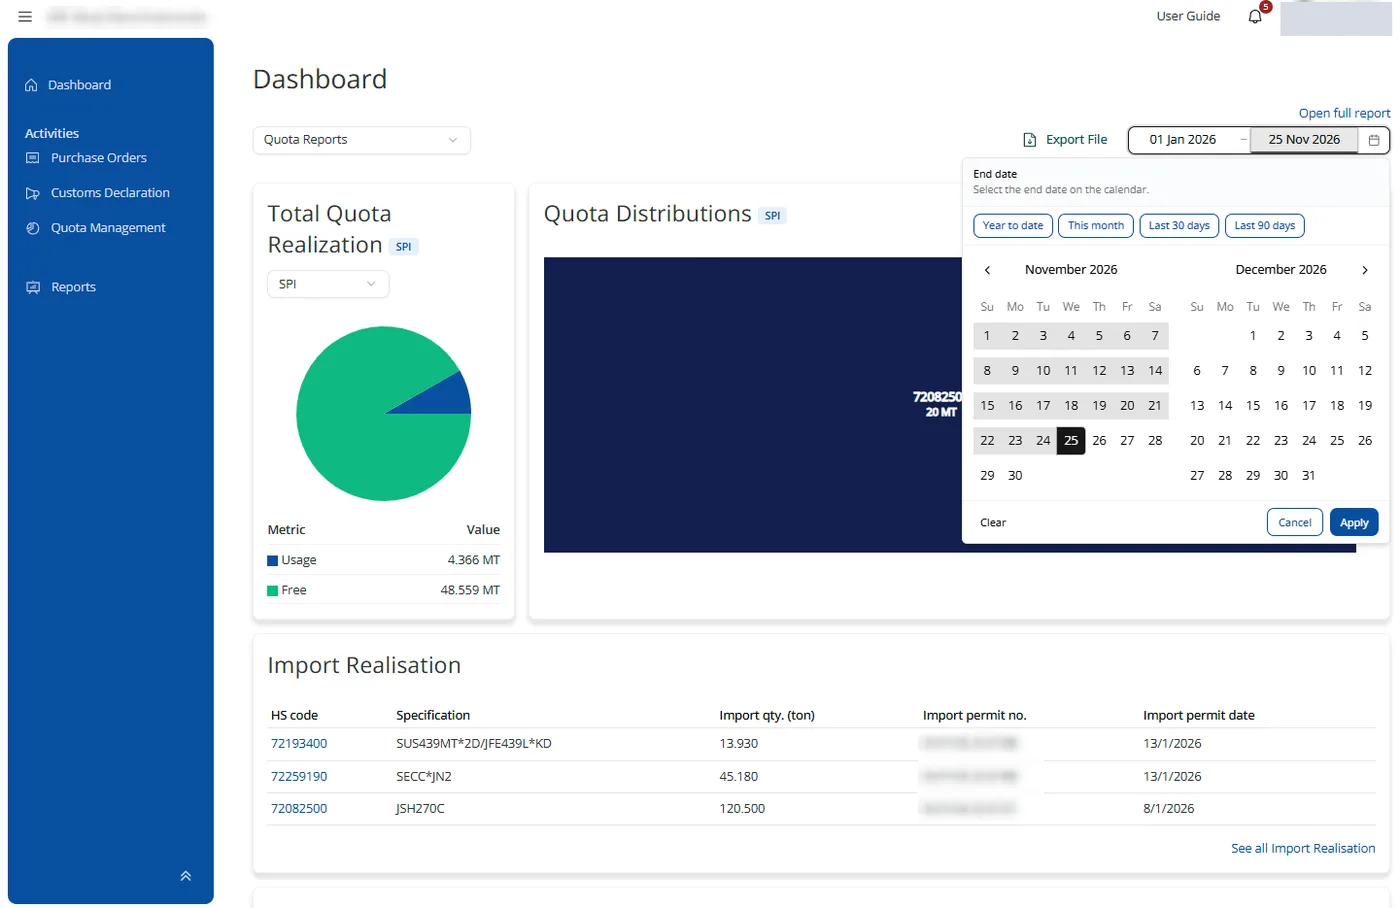 User Guide
5
Dashboard
Activities
Purchase Orders
Customs Declaration
Quota Management
Reports
Dashboard
Open full report
Quota Reports
Export File
01 Jan 2026 – 25 Nov 2026
End date
Select the end date on the calendar.
Year to date
This month
Last 30 days
Last 90 days
November 2026
Su Mo Tu We Th Fr Sa
1 2 3 4 5 6 7
8 9 10 11 12 13 14
15 16 17 18 19 20 21
22 23 24 25 26 27 28
29 30
December 2026
Su Mo Tu We Th Fr Sa
1 2 3 4 5
6 7 8 9 10 11 12
13 14 15 16 17 18 19
20 21 22 23 24 25 26
27 28 29 30 31
Clear
Cancel
Apply
Total Quota
Realization SPI
SPI
Metric Value
Usage 4.366 MT
Free 48.559 MT
Quota Distributions SPI
7208250
20 MT
Import Realisation
HS code Specification Import qty. (ton) Import permit no. Import permit date
72193400 SUS439MT*2D/JFE439L*KD 13.930 13/1/2026
72259190 SECC*JN2 45.180 13/1/2026
72082500 JSH270C 120.500 8/1/2026
See all Import Realisation